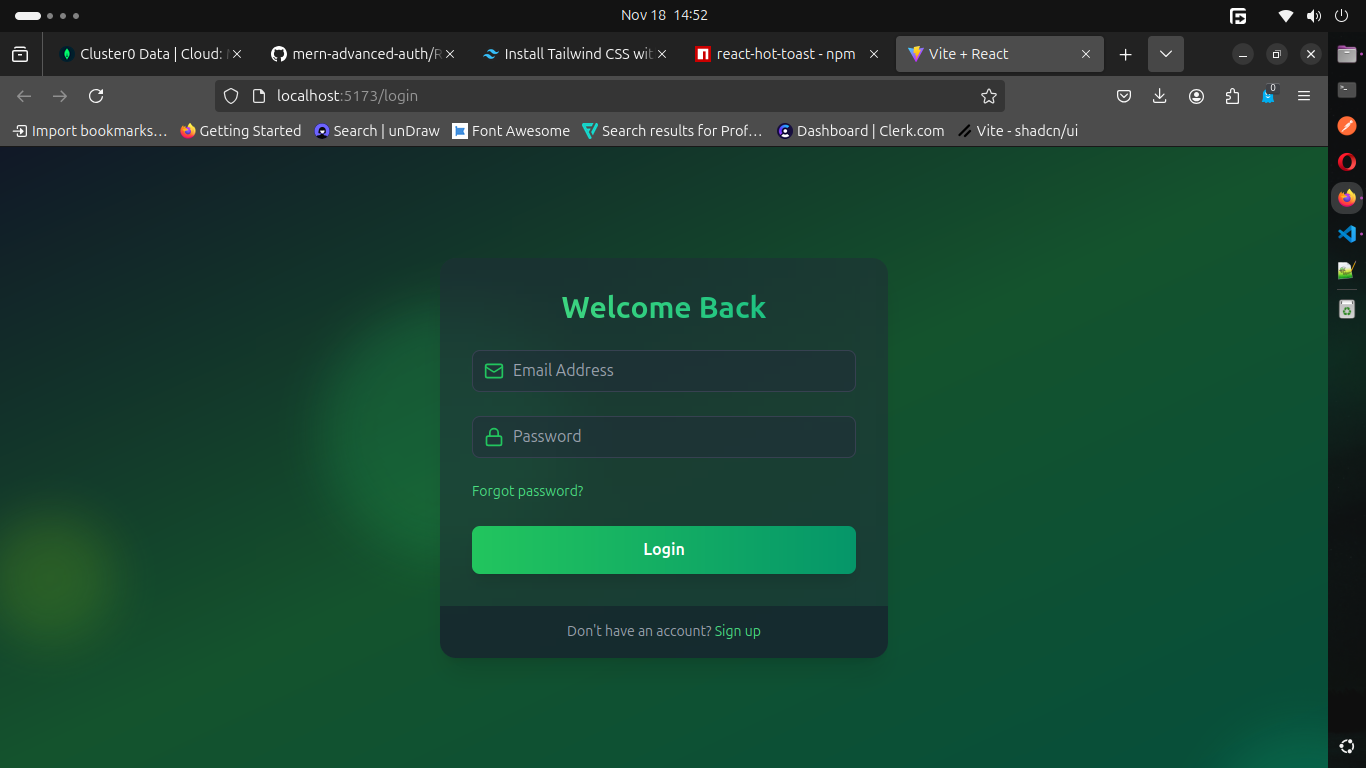 Nov 18 14:52
Cluster0 Data | Cloud:
mern-advanced-auth/R
Install Tailwind CSS wit
react-hot-toast - npm
Vite + React
localhost:5173/login
0
Import bookmarks…
Getting Started
Search | unDraw
Font Awesome
Search results for Prof…
Dashboard | Clerk.com
Vite - shadcn/ui
Welcome Back
Email Address
Password
Forgot password?
Login
Don't have an account? Sign up